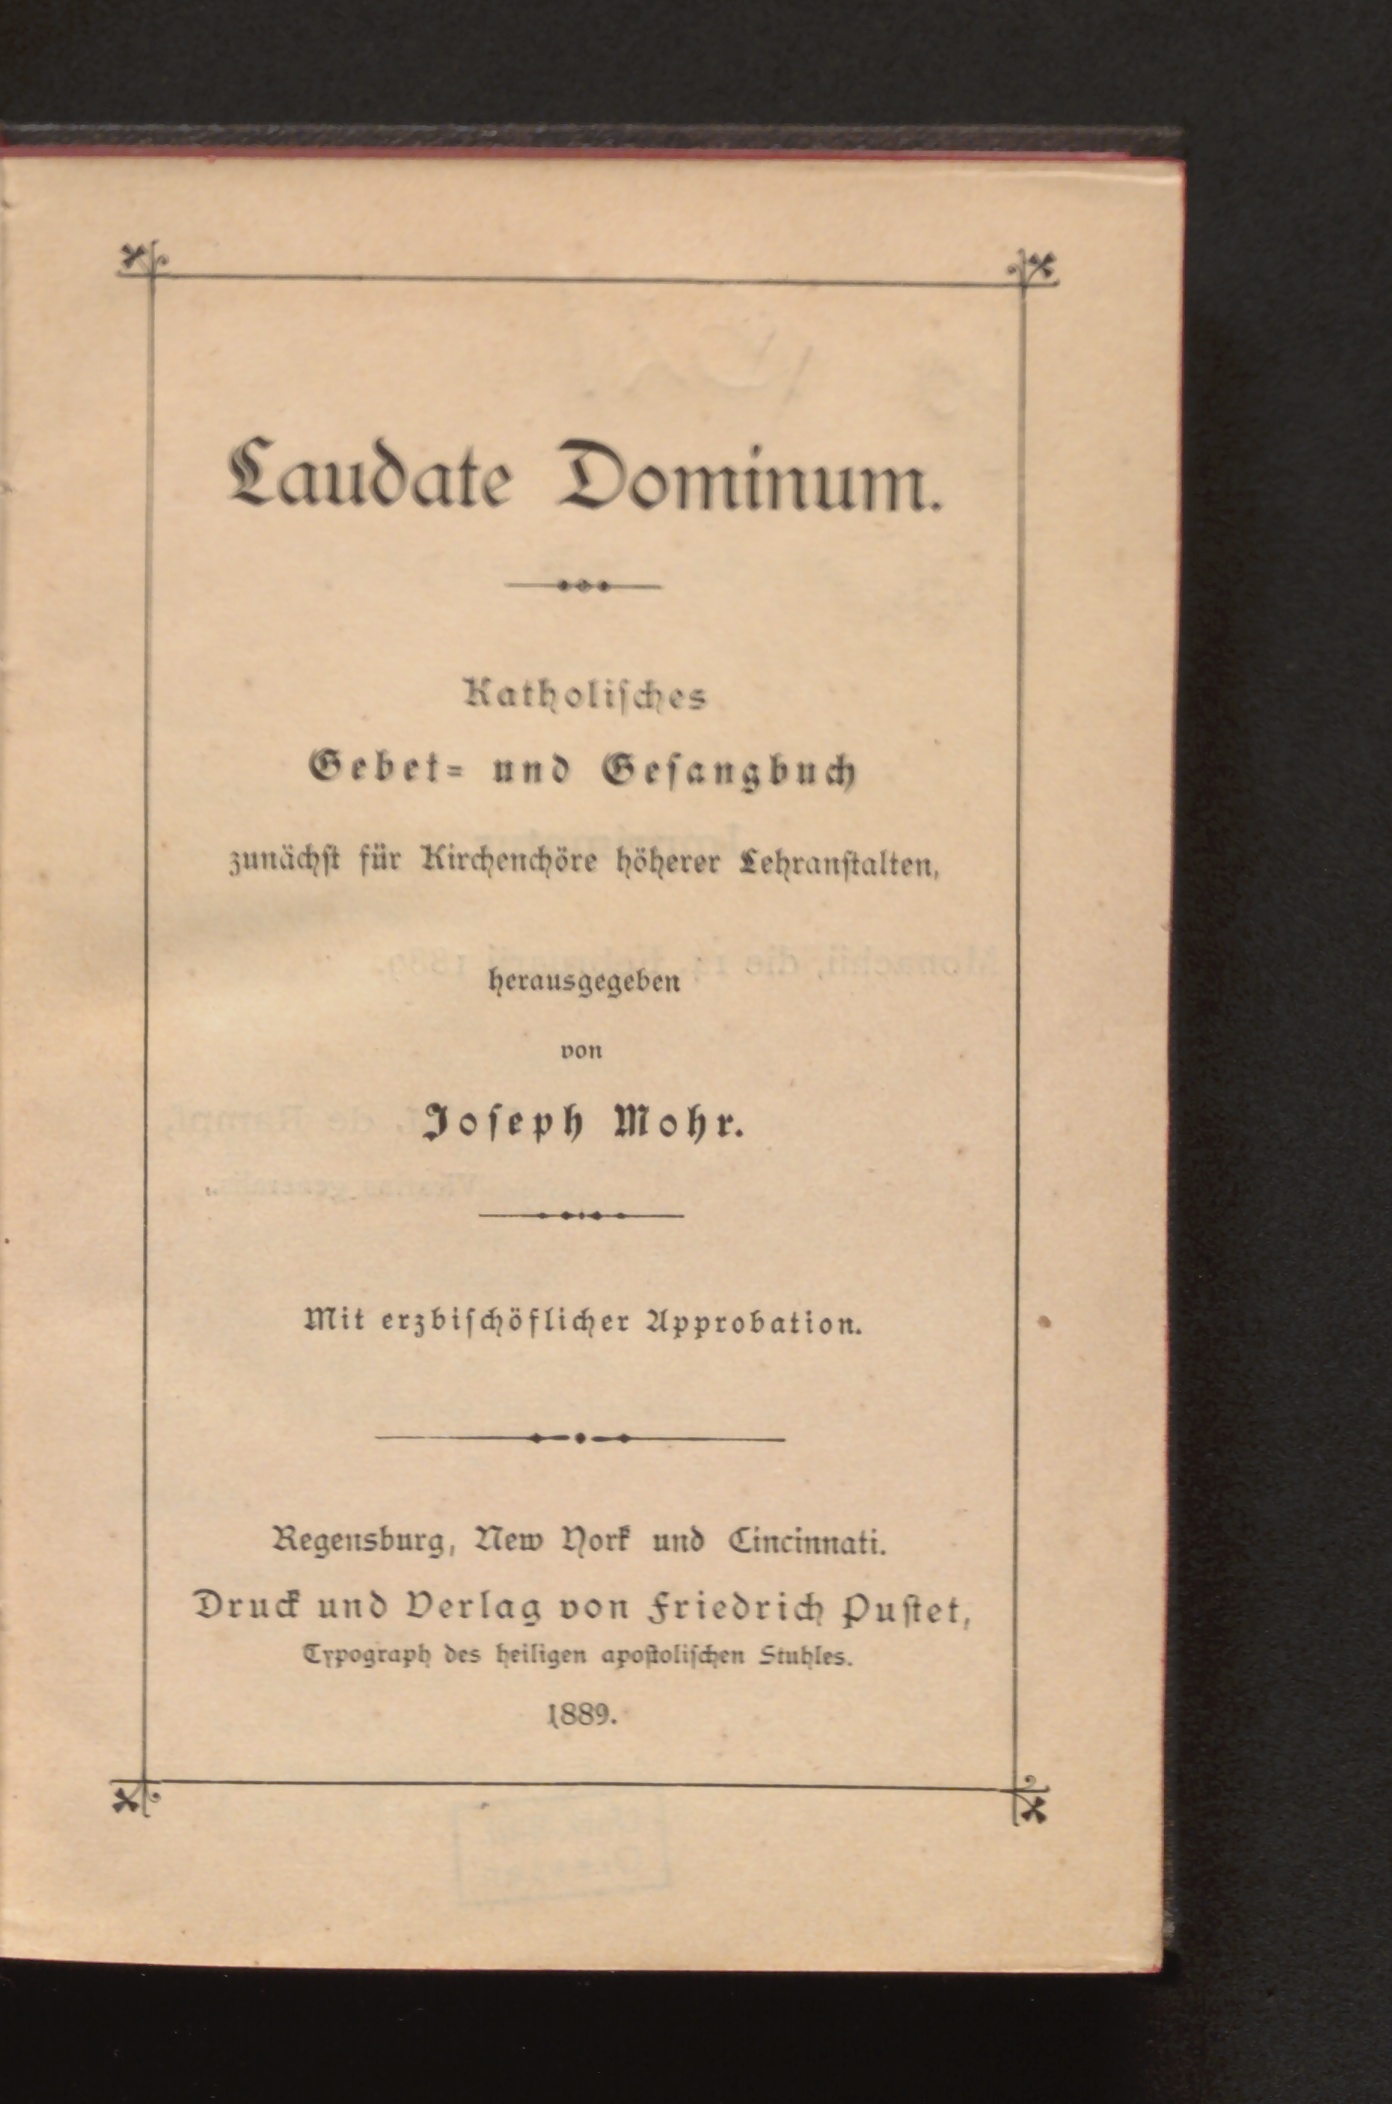 Laudate Dominum.
Katholisches
Gebet- und Gesangbuch
zunächst für Kirchenchöre höherer Lehranstalten,
herausgegeben
von
Joseph Mohr.
Mit erzbischöflicher Approbation.
Regensburg, New York und Cincinnati.
Druck und Verlag von Friedrich Pustet,
Typograph des heiligen apostolischen Stuhles.
1889.